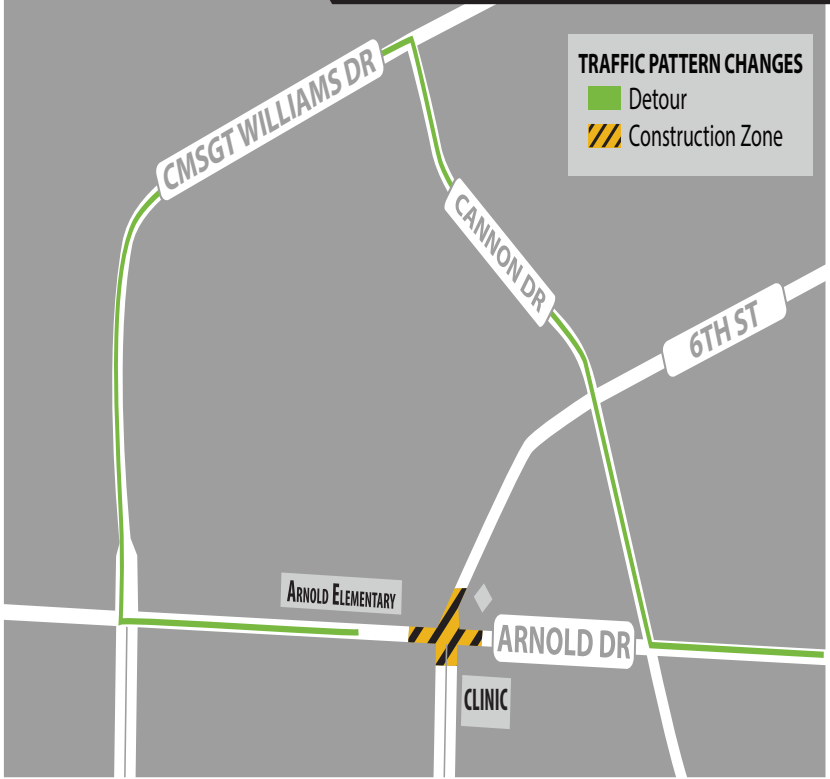 TRAFFIC PATTERN CHANGES
Detour
Construction Zone
CMSGT WILLIAMS DR
CANNON DR
6TH ST
ARNOLD ELEMENTARY
ARNOLD DR
CLINIC